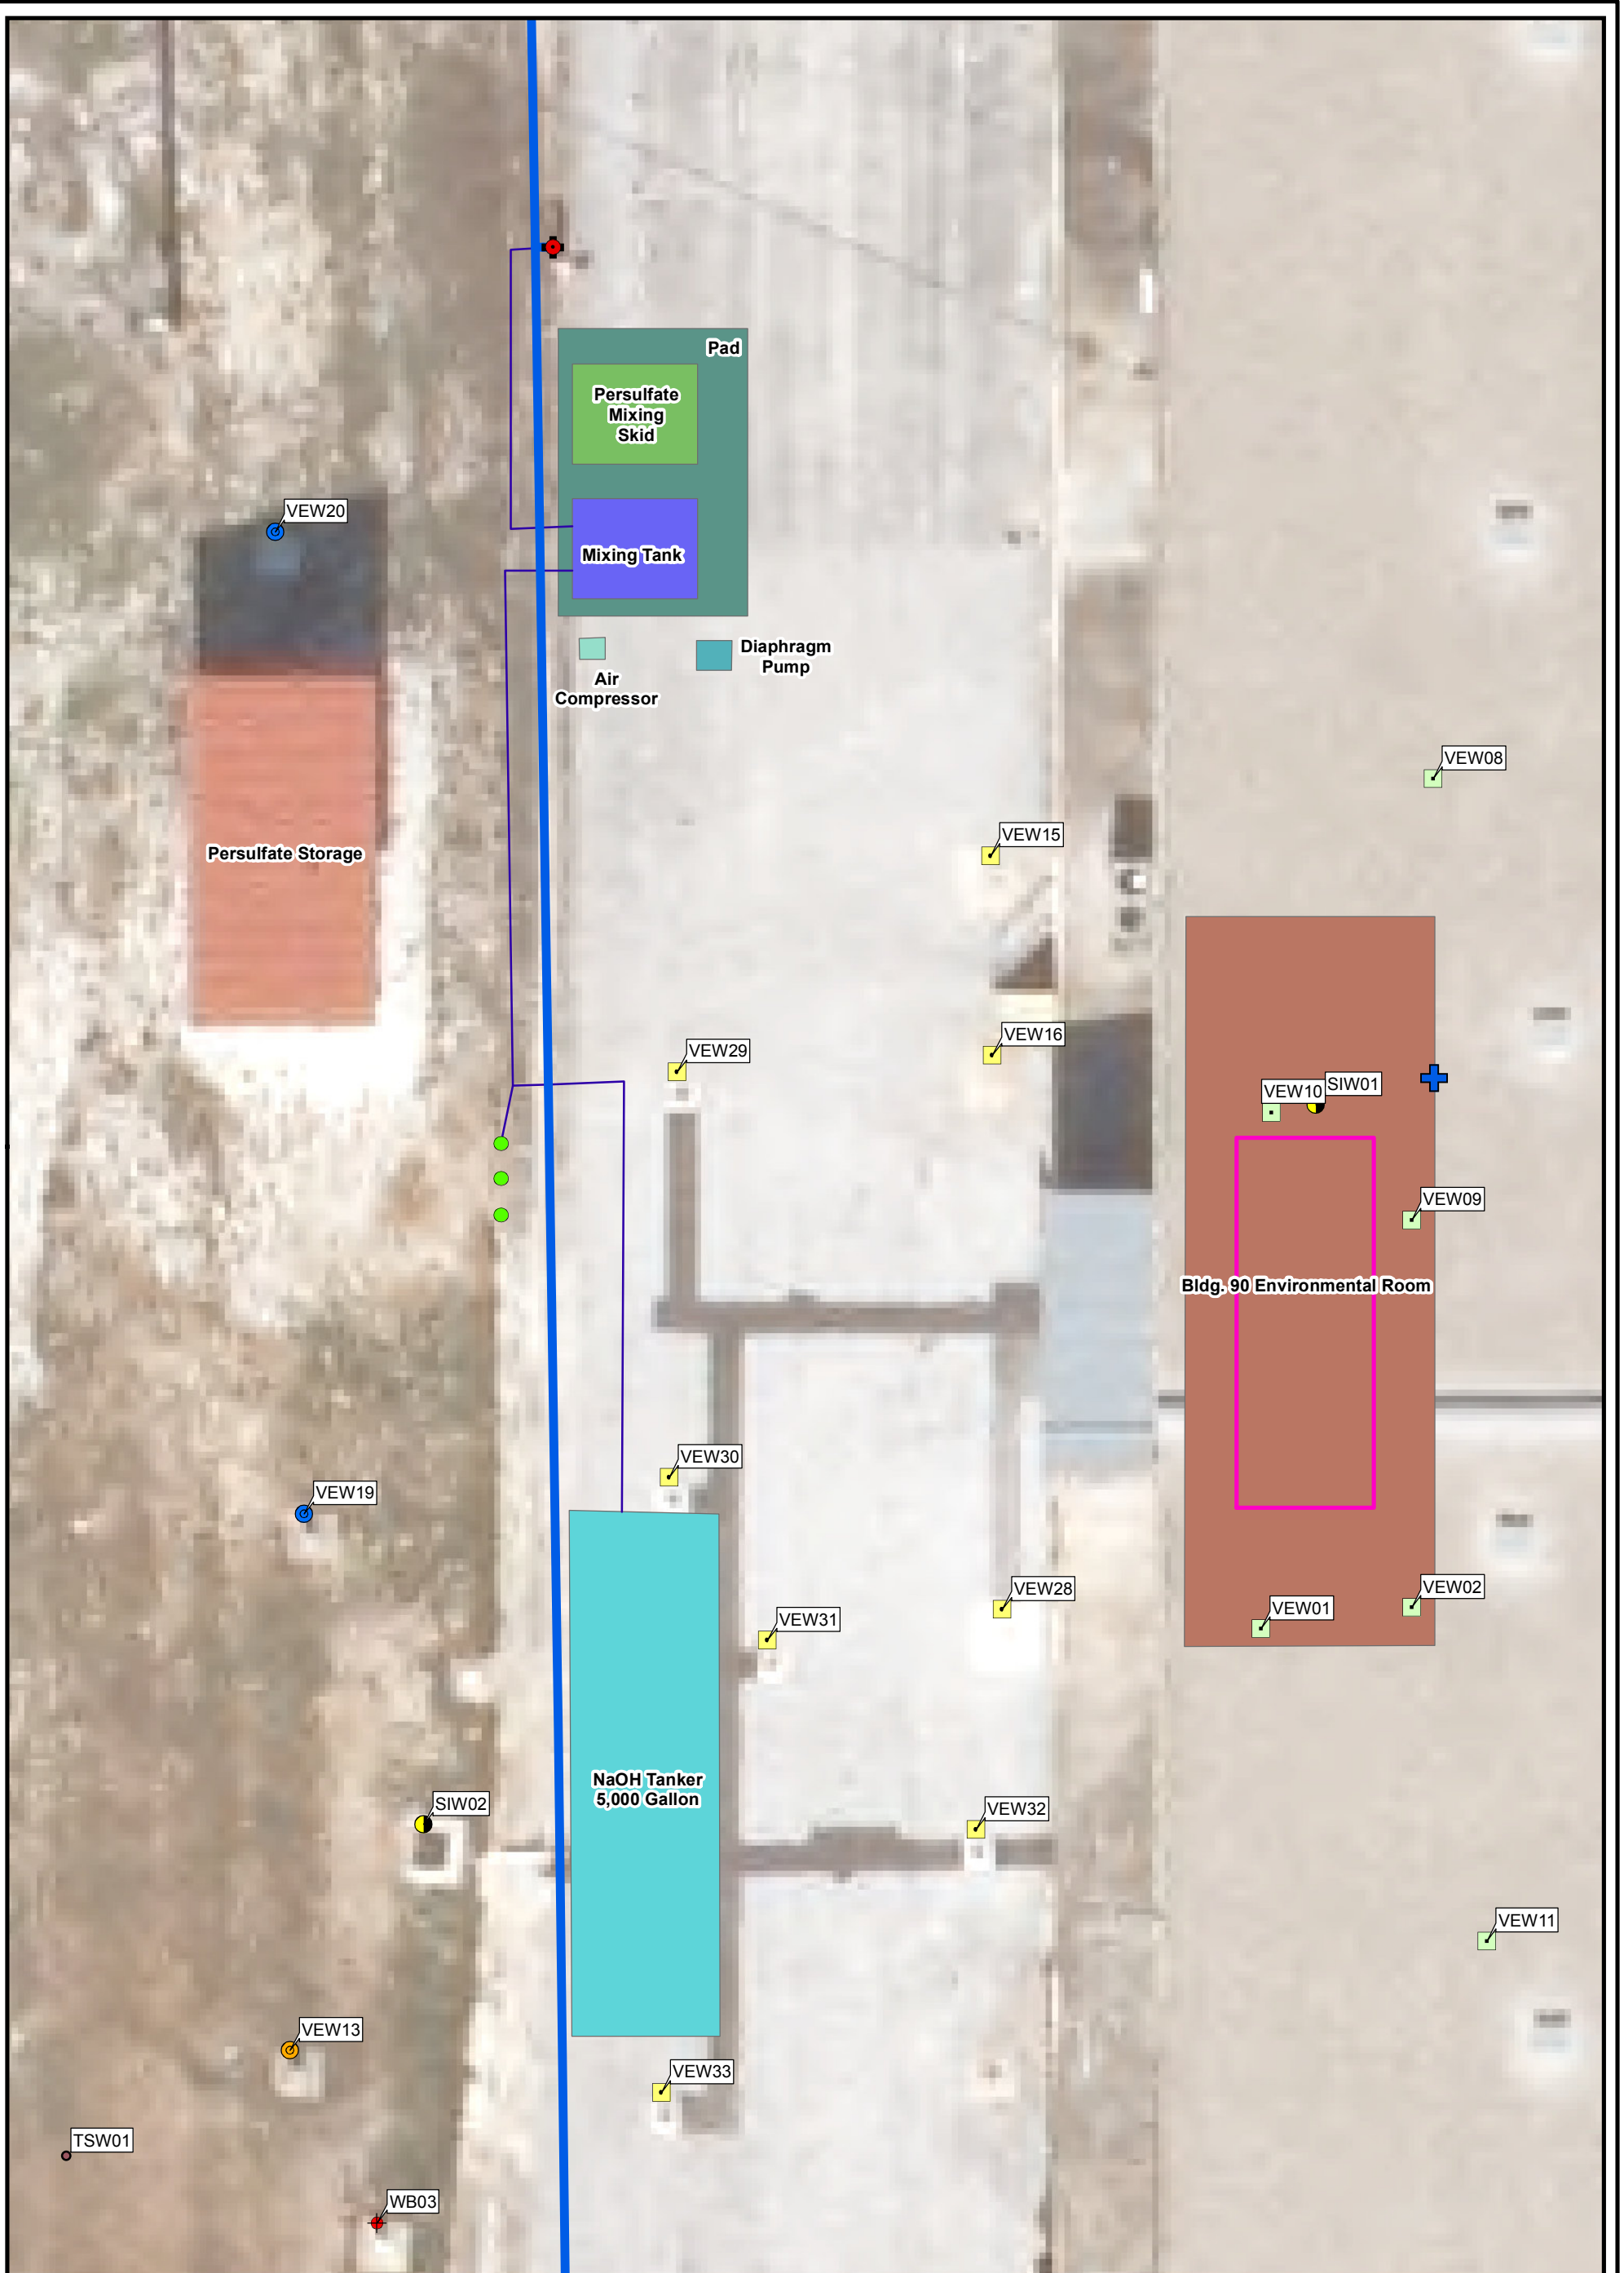 Pad
Persulfate
Mixing
Skid
VEW20
Mixing Tank
Diaphragm
Pump
Air
Compressor
VEW08
VEW15
Persulfate Storage
VEW16
VEW29
SIW01
VEW10
VEW09
Bldg. 90 Environmental Room
VEW30
VEW19
VEW28
VEW02
VEW01
VEW31
NaOH Tanker
5,000 Gallon
SIW02
VEW32
VEW11
VEW13
VEW33
TSW01
WB03